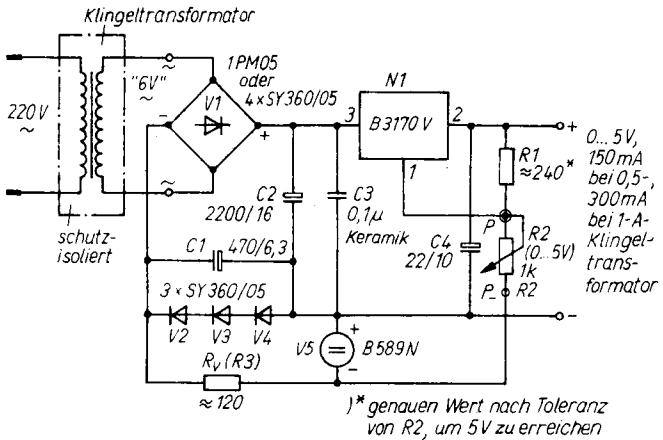 Klingeltransformator
220V
~
"6V"
~
~
~
1PM05
oder
4×SY360/05
V1
-
+
N1
B3170V
3
2
1
+
0...5V,
150mA
bei 0,5-,
300mA
bei 1-A-
Klingel-
trans-
formator
R1
≈240*
C2
2200/16
C3
0,1µ
Keramik
C4
22/10
P
R2
(0...5V)
1k
P_ R2
schutz-
isoliert
C1 470/6,3
3×SY360/05
V2 V3 V4
-
V5
+
-
B589N
Rv (R3)
≈120
)* genauen Wert nach Toleranz
von R2, um 5V zu erreichen